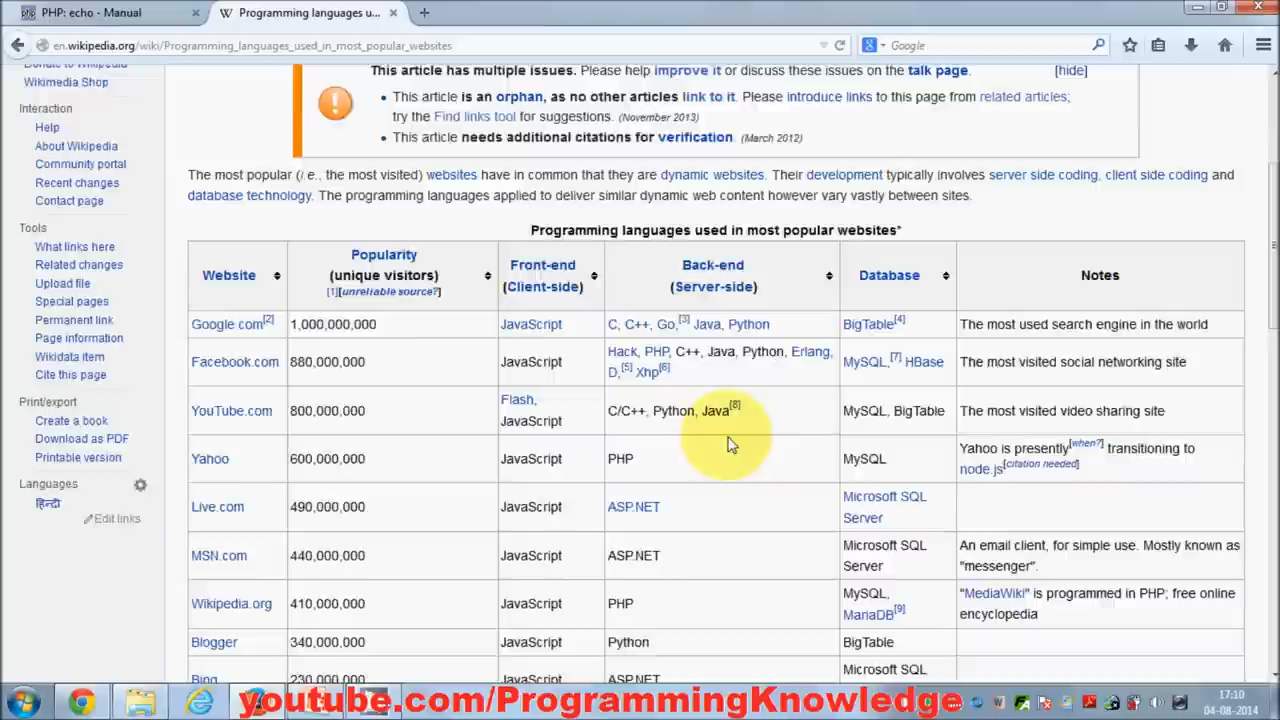 PHP: echo - Manual
Programming languages u...
en.wikipedia.org/wiki/Programming_languages_used_in_most_popular_websites
Google
Donate to Wikipedia
Wikimedia Shop
Interaction
Help
About Wikipedia
Community portal
Recent changes
Contact page
Tools
What links here
Related changes
Upload file
Special pages
Permanent link
Page information
Wikidata item
Cite this page
Print/export
Create a book
Download as PDF
Printable version
Languages
हिन्दी
Edit links
This article has multiple issues. Please help improve it or discuss these issues on the talk page. [hide]
• This article is an orphan, as no other articles link to it. Please introduce links to this page from related articles;
try the Find links tool for suggestions. (November 2013)
• This article needs additional citations for verification. (March 2012)
The most popular (i.e., the most visited) websites have in common that they are dynamic websites. Their development typically involves server side coding, client side coding and
database technology. The programming languages applied to deliver similar dynamic web content however vary vastly between sites.
Programming languages used in most popular websites*
Website Popularity (unique visitors) [1][unreliable source?] Front-end (Client-side) Back-end (Server-side) Database Notes
Google.com[2] 1,000,000,000 JavaScript C, C++, Go,[3] Java, Python BigTable[4] The most used search engine in the world
Facebook.com 880,000,000 JavaScript Hack, PHP, C++, Java, Python, Erlang, D,[5] Xhp[6] MySQL,[7] HBase The most visited social networking site
YouTube.com 800,000,000 Flash, JavaScript C/C++, Python, Java[8] MySQL, BigTable The most visited video sharing site
Yahoo 600,000,000 JavaScript PHP MySQL Yahoo is presently[when?] transitioning to node.js[citation needed]
Live.com 490,000,000 JavaScript ASP.NET Microsoft SQL Server
MSN.com 440,000,000 JavaScript ASP.NET Microsoft SQL Server An email client, for simple use. Mostly known as "messenger".
Wikipedia.org 410,000,000 JavaScript PHP MySQL, MariaDB[9] "MediaWiki" is programmed in PHP; free online encyclopedia
Blogger 340,000,000 JavaScript Python BigTable
Bing 230,000,000 JavaScript ASP.NET Microsoft SQL
youtube.com/ProgrammingKnowledge
17:10
04-08-2014